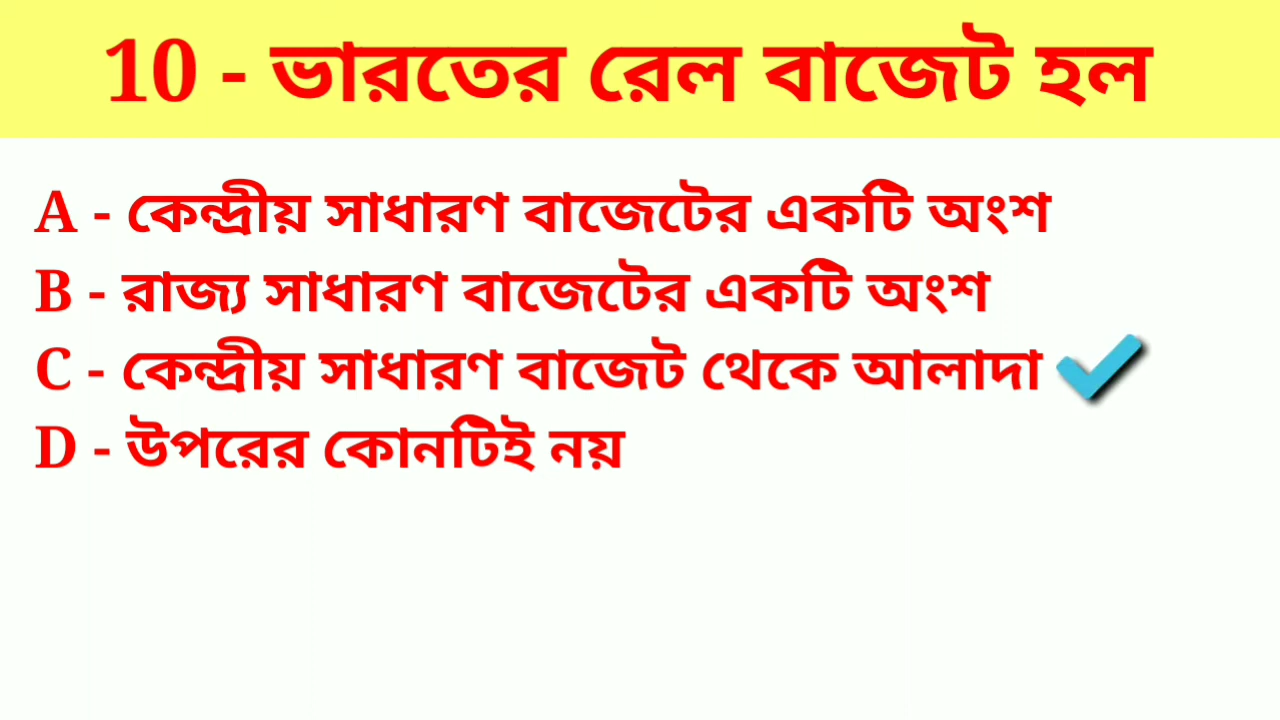 10 - ভারতের রেল বাজেট হল
A - কেন্দ্রীয় সাধারণ বাজেটের একটি অংশ
B - রাজ্য সাধারণ বাজেটের একটি অংশ
C - কেন্দ্রীয় সাধারণ বাজেট থেকে আলাদা
D - উপরের কোনটিই নয়